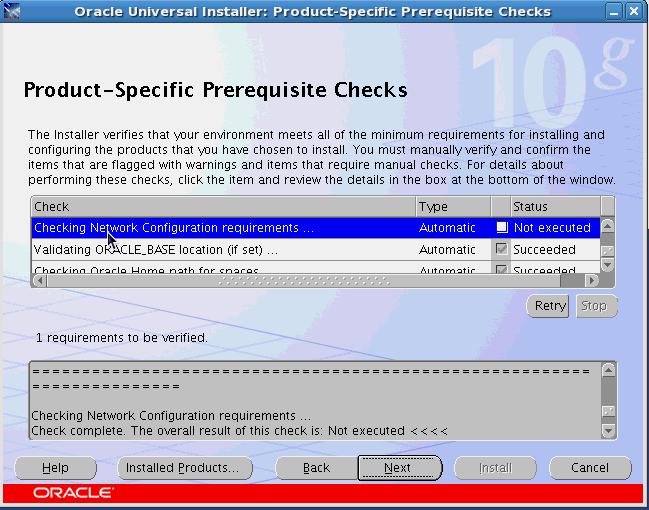 Oracle Universal Installer: Product-Specific Prerequisite Checks
10g
Product-Specific Prerequisite Checks
The Installer verifies that your environment meets all of the minimum requirements for installing and
configuring the products that you have chosen to install. You must manually verify and confirm the
items that are flagged with warnings and items that require manual checks. For details about
performing these checks, click the item and review the details in the box at the bottom of the window.
Check Type Status
Checking Network Configuration requirements ... Automatic Not executed
Validating ORACLE_BASE location (if set) ... Automatic Succeeded
Checking Oracle Home path for spaces Automatic Succeeded
Retry Stop
1 requirements to be verified.
=======================================================
===============
Checking Network Configuration requirements ...
Check complete. The overall result of this check is: Not executed <<<<
Help Installed Products... Back Next Install Cancel
ORACLE